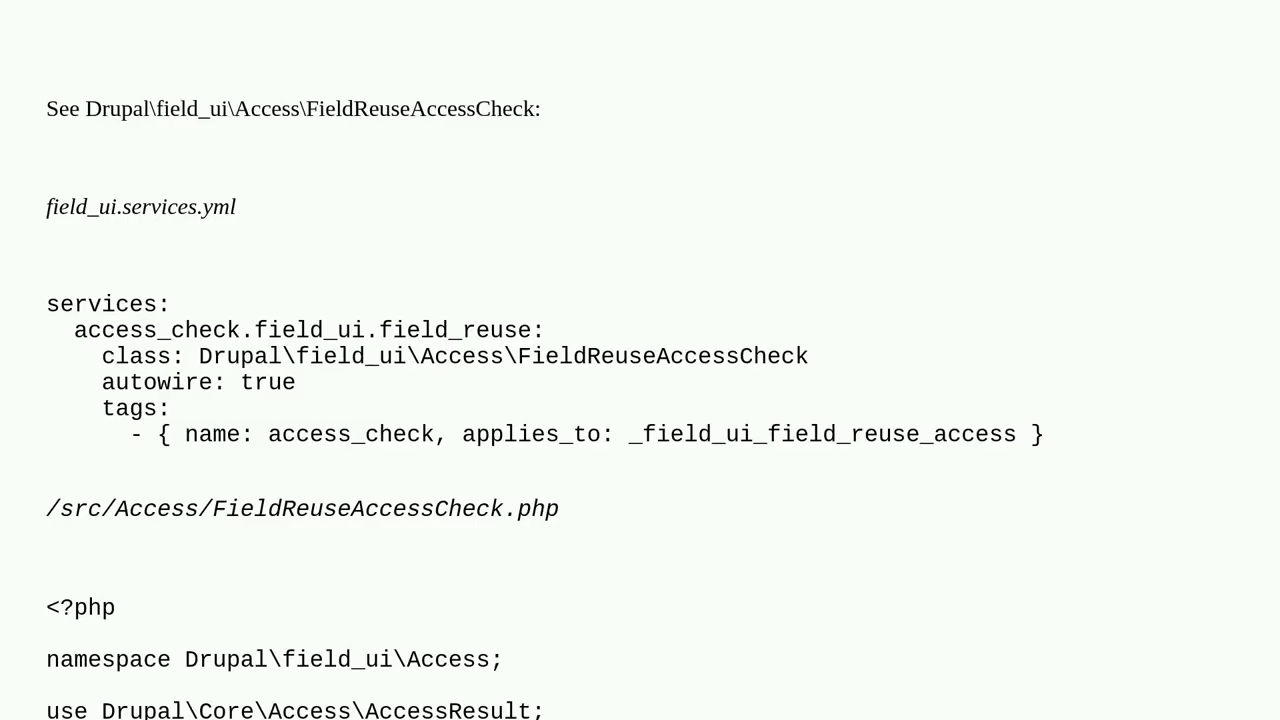 See Drupal\field_ui\Access\FieldReuseAccessCheck:
field_ui.services.yml
services:
  access_check.field_ui.field_reuse:
    class: Drupal\field_ui\Access\FieldReuseAccessCheck
    autowire: true
    tags:
      - { name: access_check, applies_to: _field_ui_field_reuse_access }
/src/Access/FieldReuseAccessCheck.php
<?php
namespace Drupal\field_ui\Access;
use Drupal\Core\Access\AccessResult;